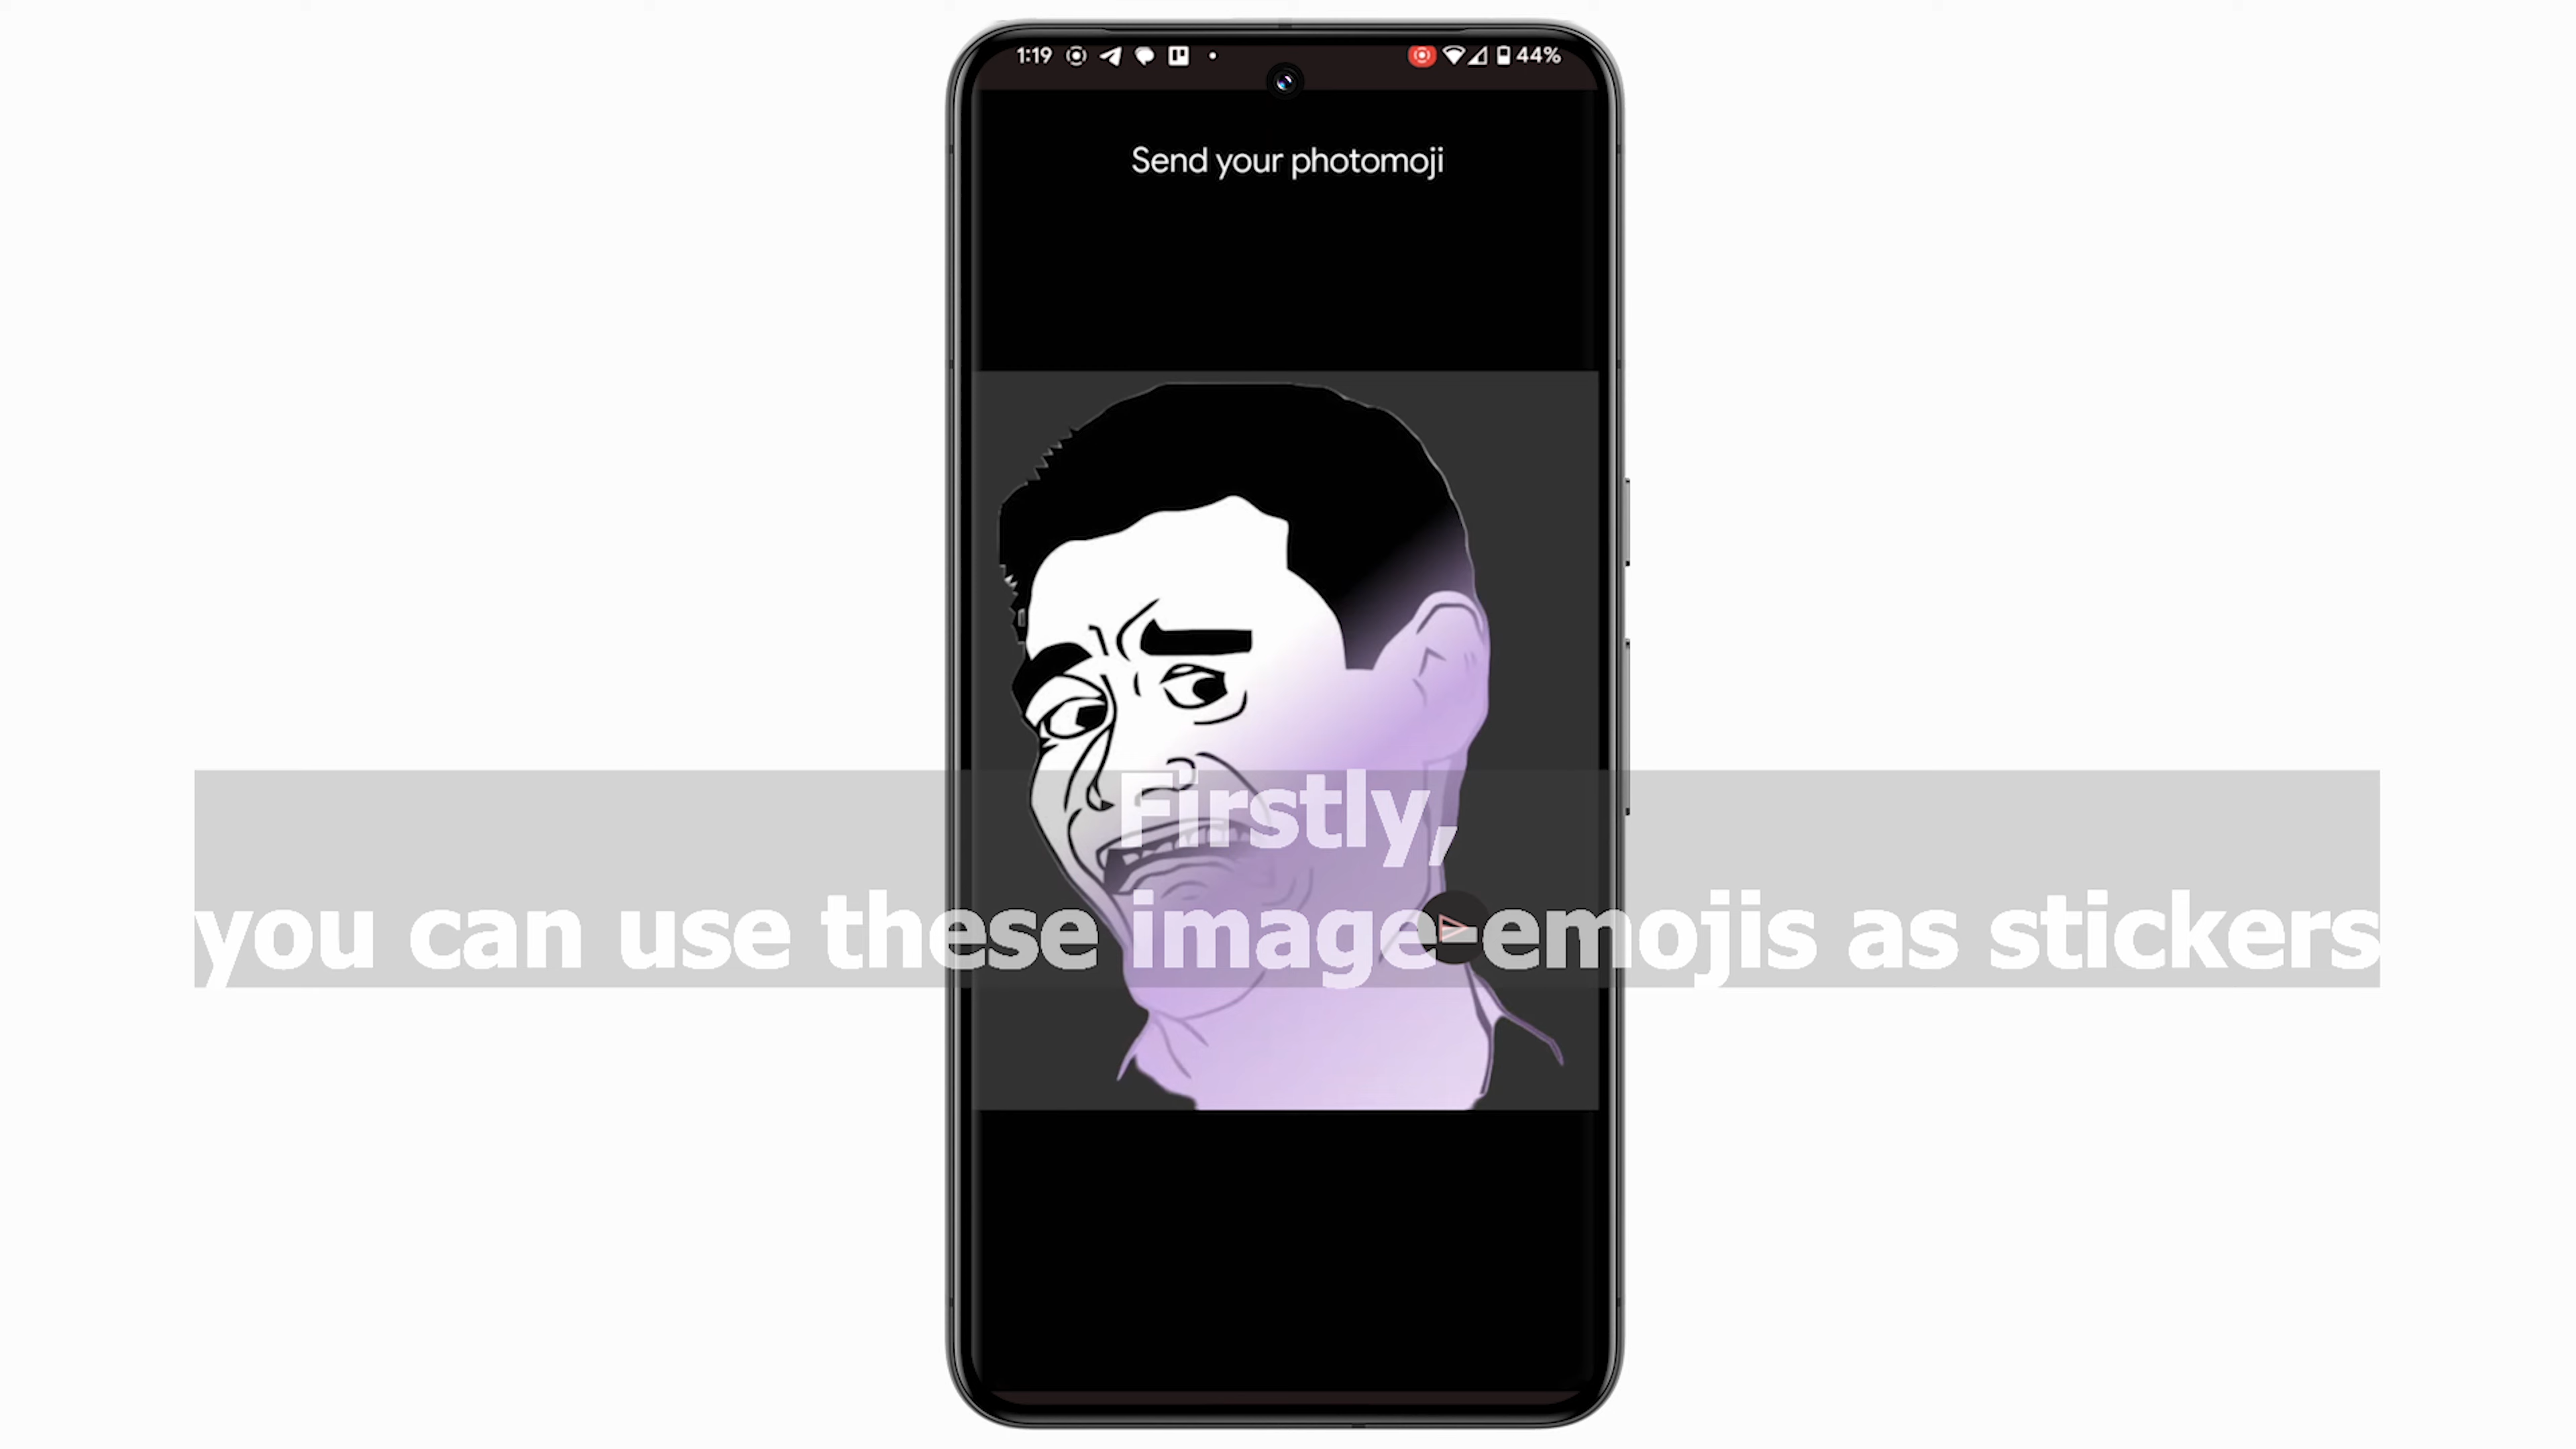 1:19
44%
Send your photomoji
Firstly,
you can use these image-emojis as stickers